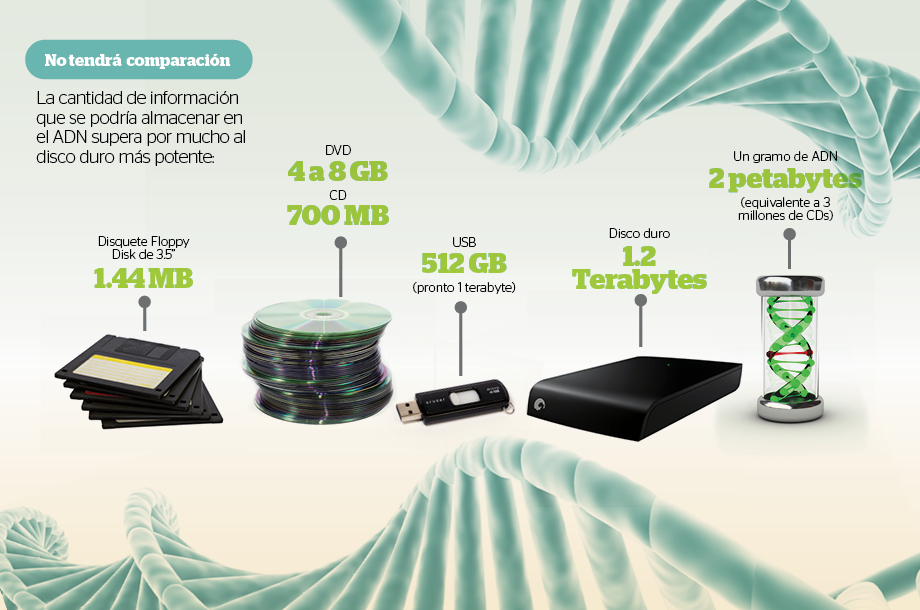 No tendrá comparación
La cantidad de información
que se podría almacenar en
el ADN supera por mucho al
disco duro más potente:
Disquete Floppy
Disk de 3.5”
1.44 MB
DVD
4 a 8 GB
CD
700 MB
USB
512 GB
(pronto 1 terabyte)
Disco duro
1.2
Terabytes
Un gramo de ADN
2 petabytes
(equivalente a 3
millones de CDs)